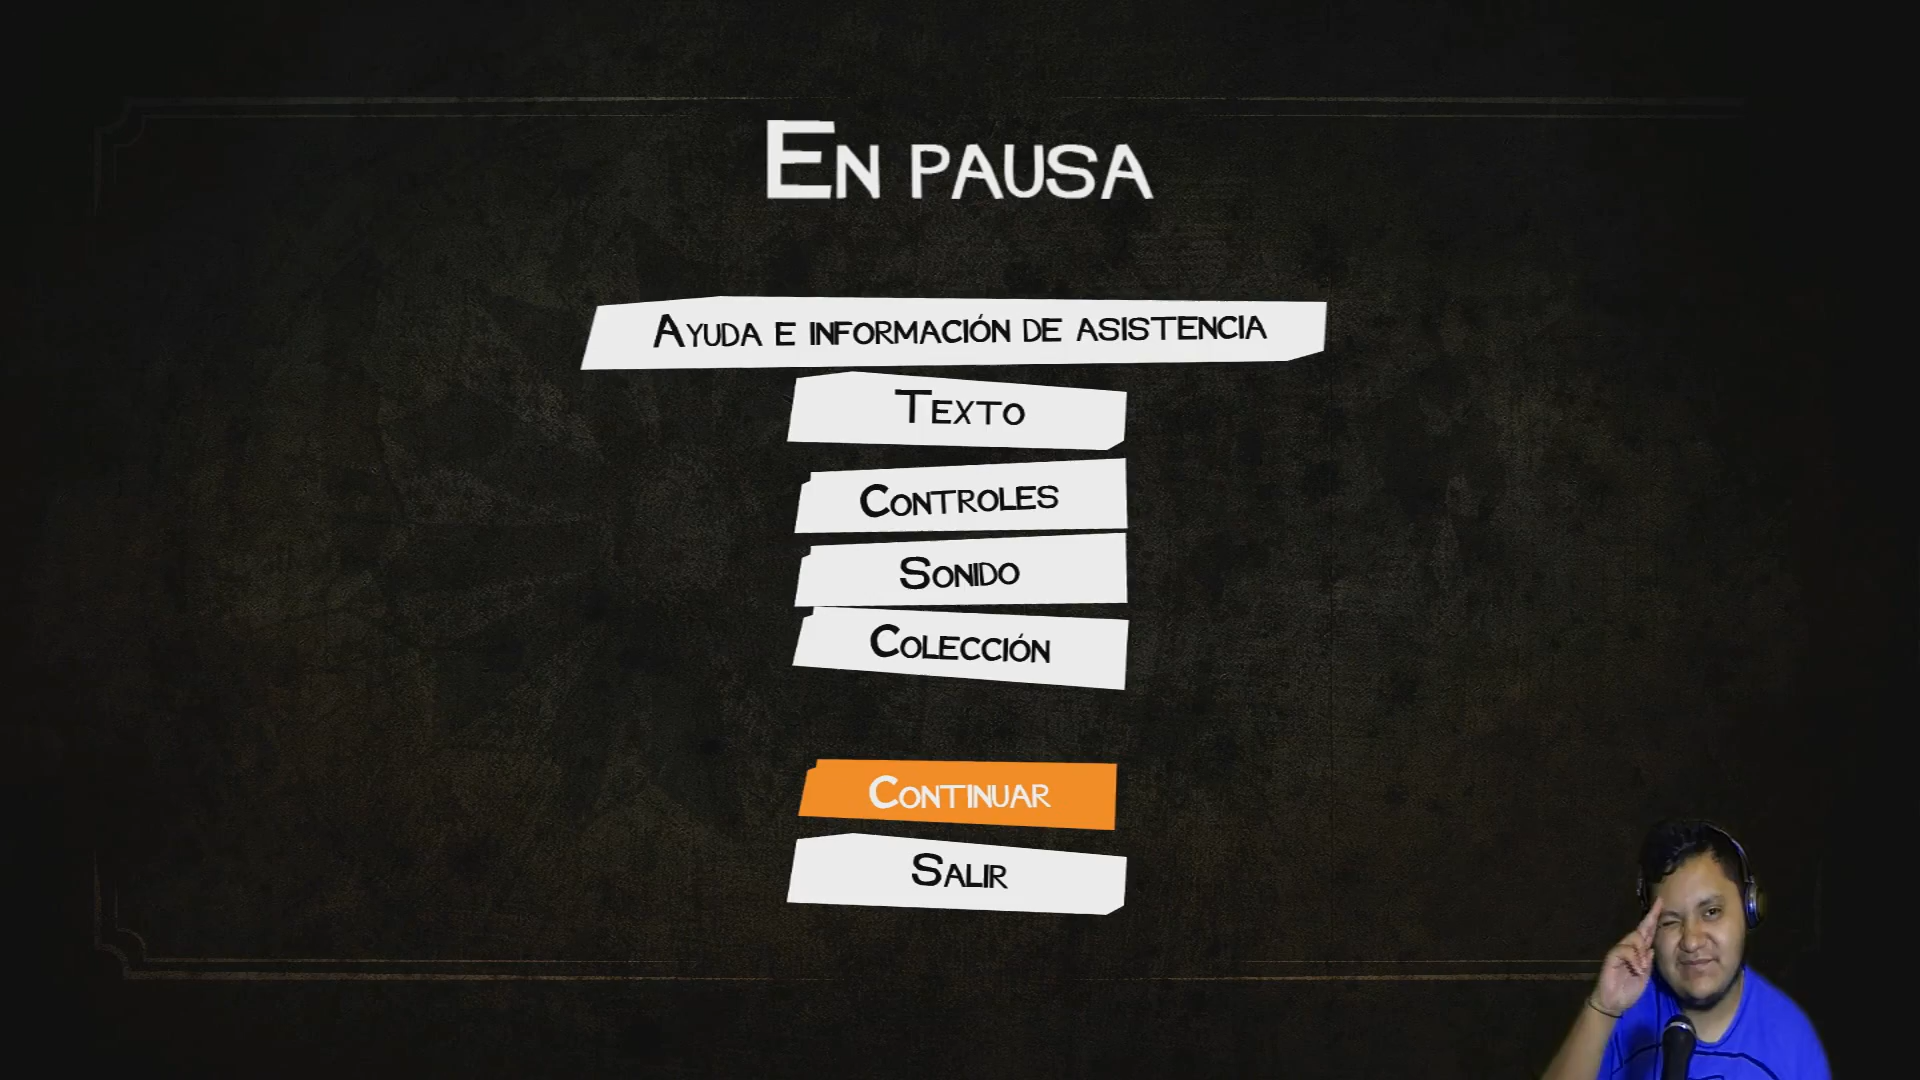 En pausa
Ayuda e información de asistencia
Texto
Controles
Sonido
Colección
Continuar
Salir